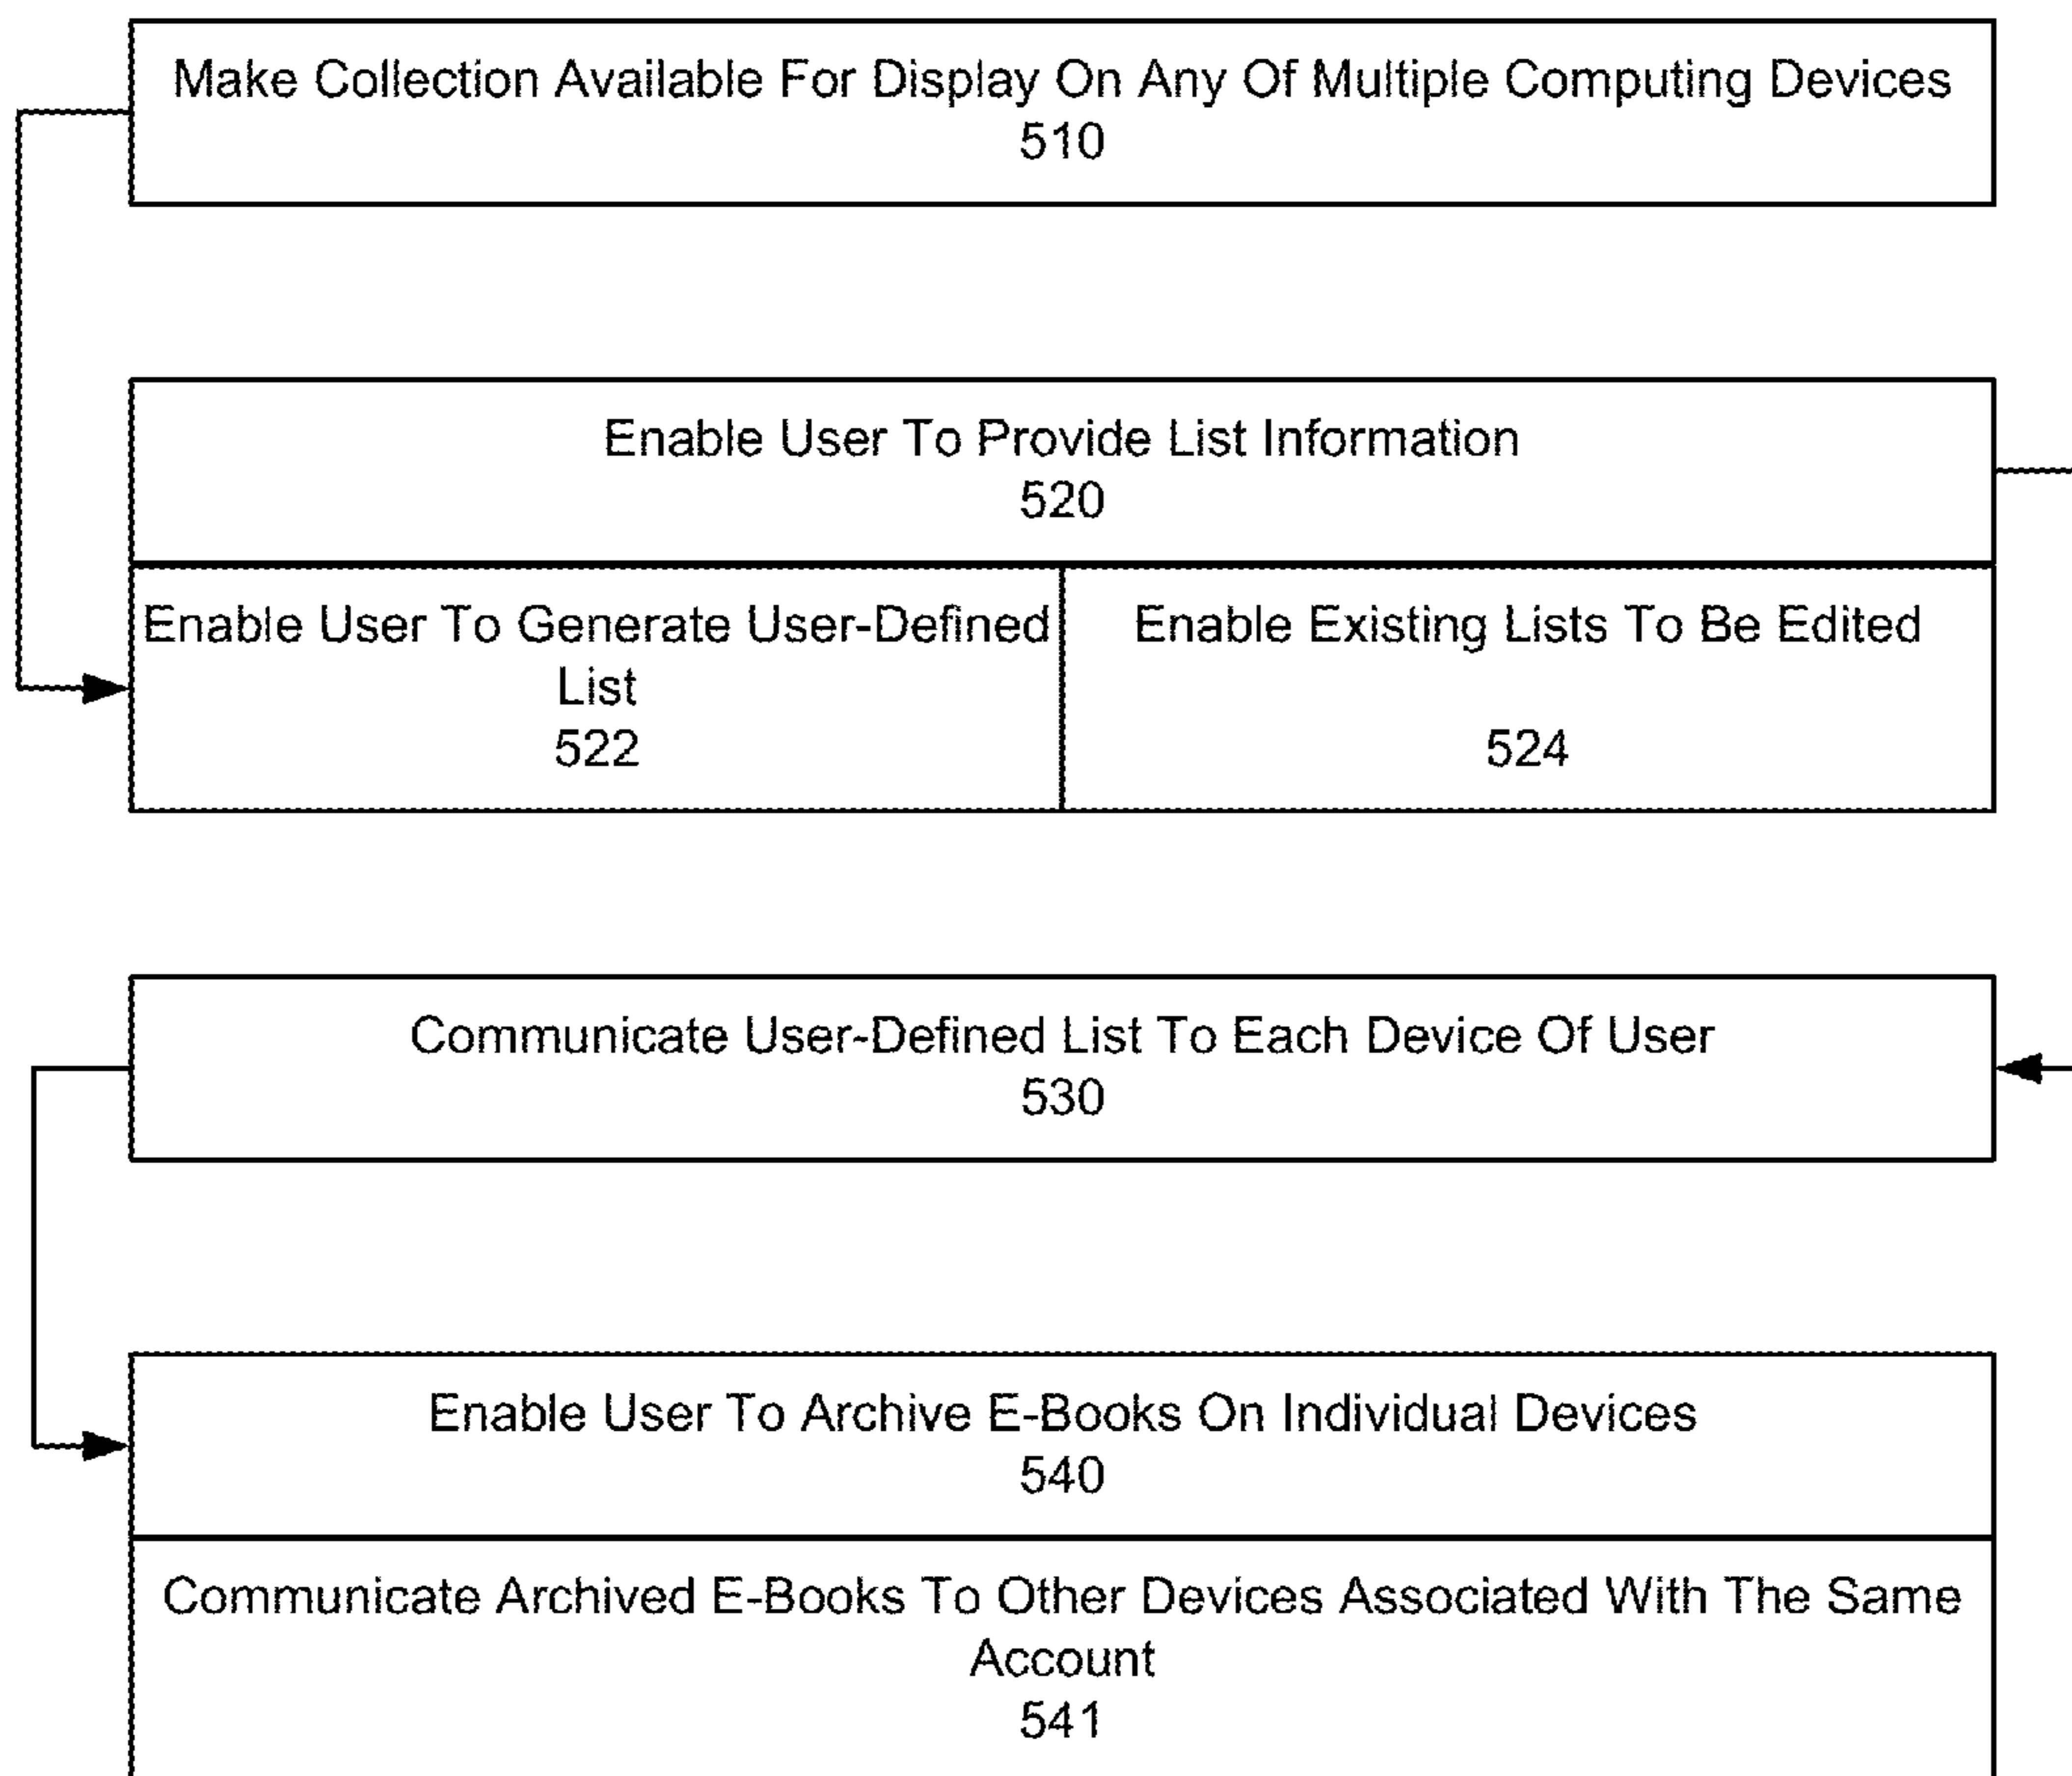 Make Collection Available For Display On Any Of Multiple Computing Devices
510
Enable User To Provide List Information
520
Enable User To Generate User-Defined
List
522
Enable Existing Lists To Be Edited
524
Communicate User-Defined List To Each Device Of User
530
Enable User To Archive E-Books On Individual Devices
540
Communicate Archived E-Books To Other Devices Associated With The Same
Account
541